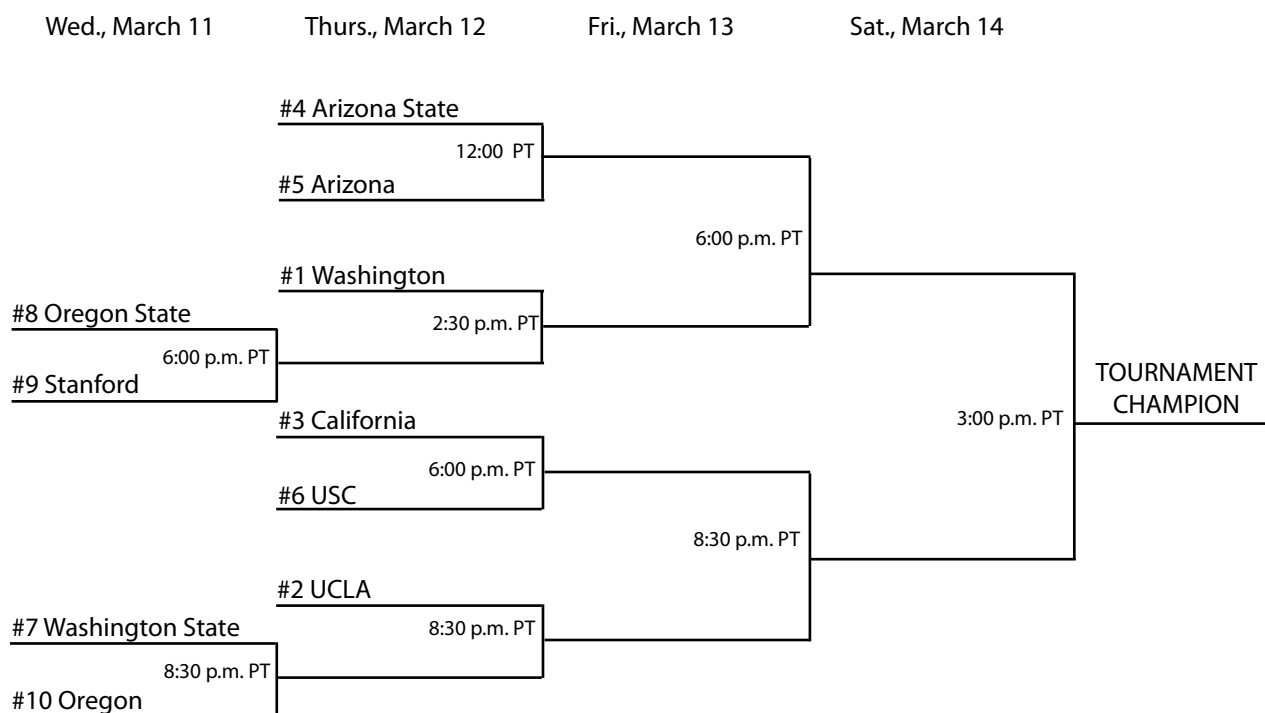 Wed., March 11 Thurs., March 12 Fri., March 13 Sat., March 14
#4 Arizona State
12:00 PT
#5 Arizona
6:00 p.m. PT
#1 Washington
#8 Oregon State
2:30 p.m. PT
6:00 p.m. PT
#9 Stanford
TOURNAMENT
CHAMPION
#3 California
3:00 p.m. PT
6:00 p.m. PT
#6 USC
8:30 p.m. PT
#2 UCLA
#7 Washington State
8:30 p.m. PT
8:30 p.m. PT
#10 Oregon